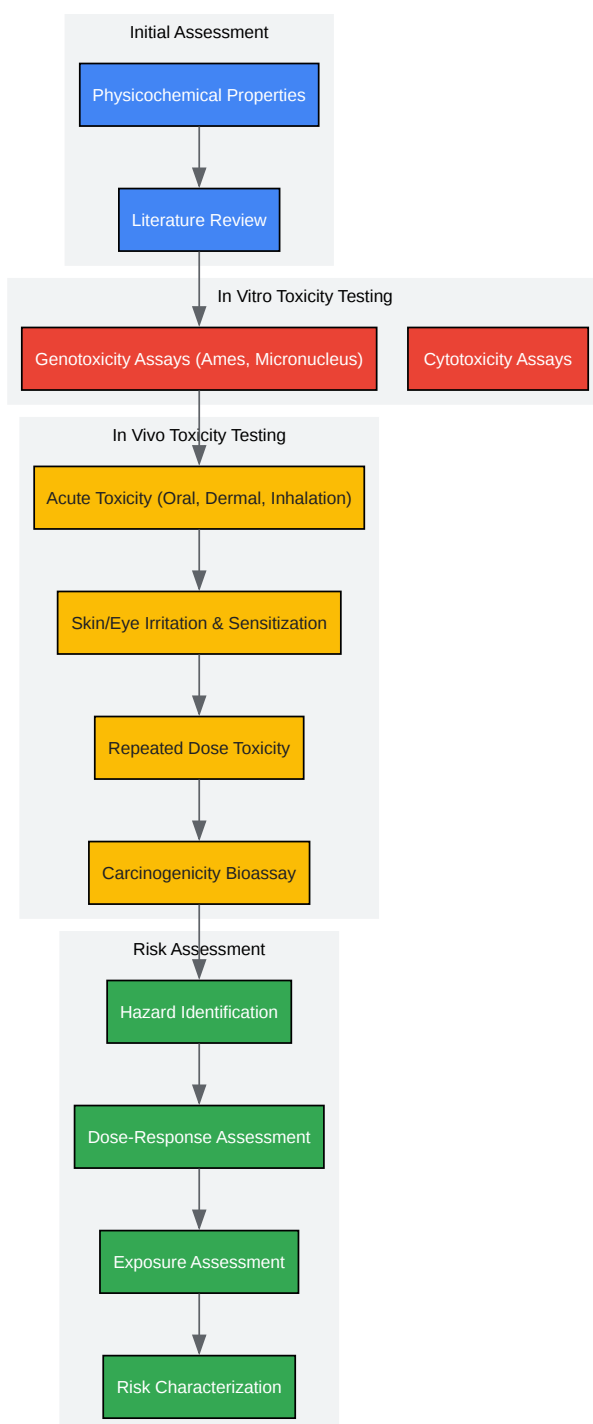 Initial Assessment
Physicochemical Properties
Literature Review
In Vitro Toxicity Testing
Genotoxicity Assays (Ames, Micronucleus)
Cytotoxicity Assays
In Vivo Toxicity Testing
Acute Toxicity (Oral, Dermal, Inhalation)
Skin/Eye Irritation & Sensitization
Repeated Dose Toxicity
Carcinogenicity Bioassay
Risk Assessment
Hazard Identification
Dose-Response Assessment
Exposure Assessment
Risk Characterization